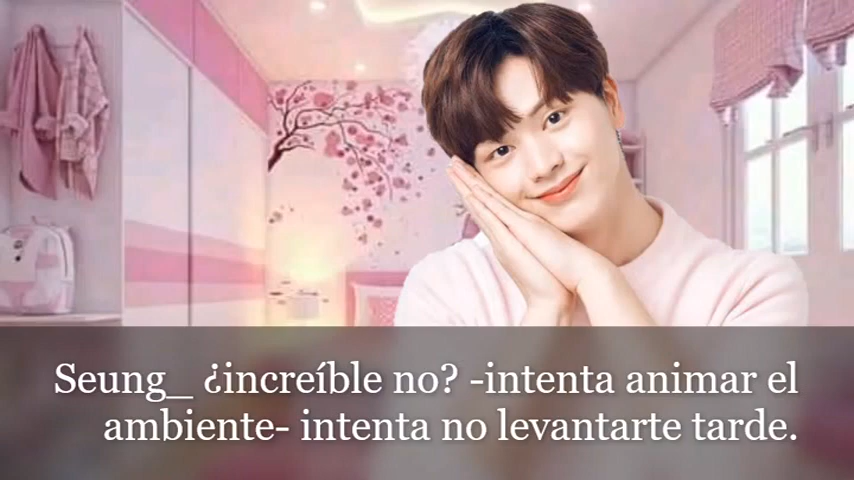 Seung_ ¿increíble no? -intenta animar el
ambiente- intenta no levantarte tarde.